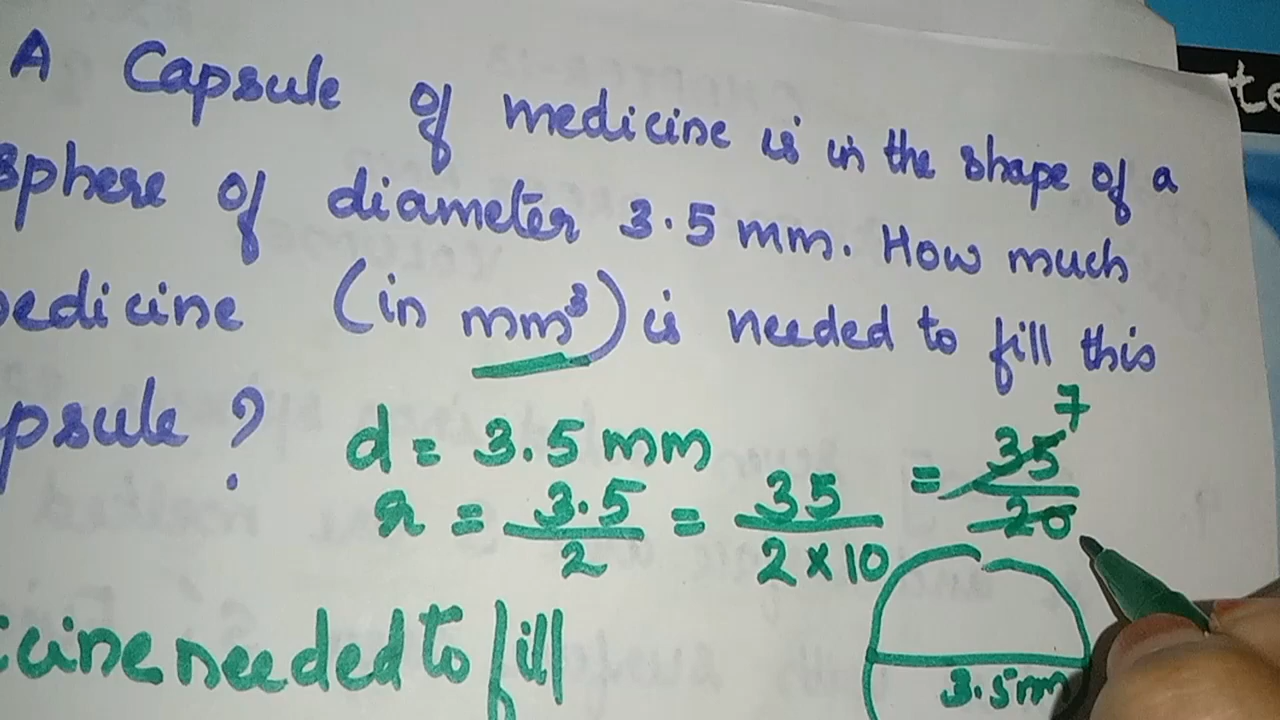 A Capsule of medicine is in the shape of a
sphere of diameter 3.5 mm. How much
edicine (in mm³) is needed to fill this
psule ?
7
d = 3.5 mm
r = 3.5/2 = 35/2×10 = 35/20
cine needed to fill
3.5mm
te